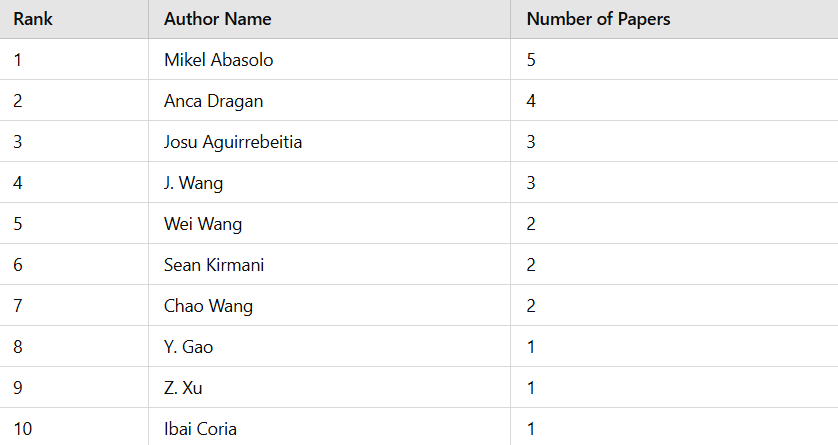 Rank Author Name Number of Papers
1 Mikel Abasolo 5
2 Anca Dragan 4
3 Josu Aguirrebeitia 3
4 J. Wang 3
5 Wei Wang 2
6 Sean Kirmani 2
7 Chao Wang 2
8 Y. Gao 1
9 Z. Xu 1
10 Ibai Coria 1